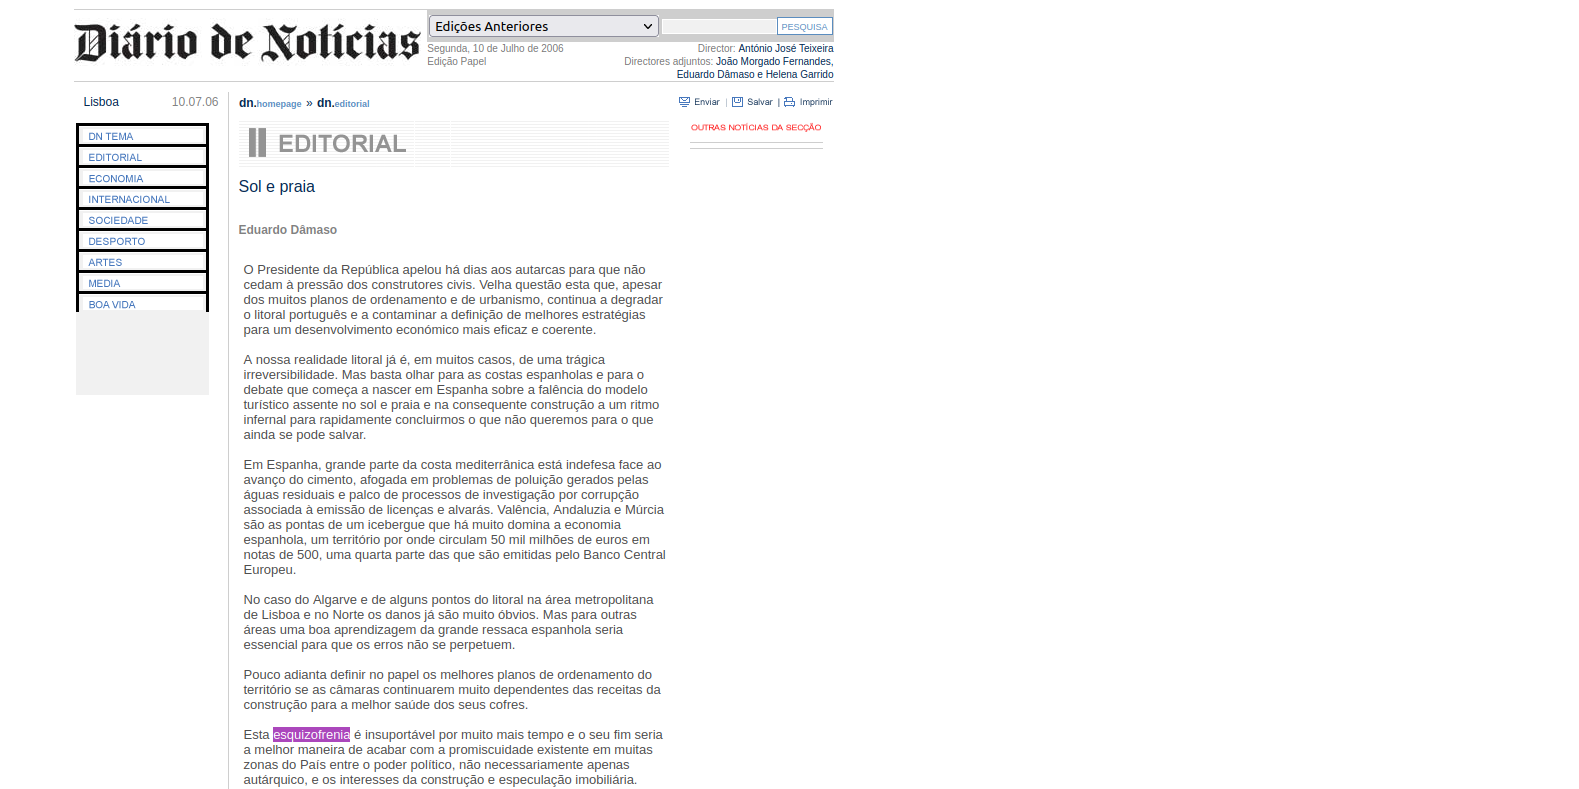 Diário de Notícias
Edições Anteriores
PESQUISA
Segunda, 10 de Julho de 2006
Edição Papel
Director: António José Teixeira
Directores adjuntos: João Morgado Fernandes,
Eduardo Dâmaso e Helena Garrido
Lisboa 10.07.06
dn.homepage » dn.editorial
Enviar | Salvar | Imprimir
DN TEMA
EDITORIAL
ECONOMIA
INTERNACIONAL
SOCIEDADE
DESPORTO
ARTES
MEDIA
BOA VIDA
EDITORIAL
OUTRAS NOTÍCIAS DA SECÇÃO
Sol e praia
Eduardo Dâmaso
O Presidente da República apelou há dias aos autarcas para que não
cedam à pressão dos construtores civis. Velha questão esta que, apesar
dos muitos planos de ordenamento e de urbanismo, continua a degradar
o litoral português e a contaminar a definição de melhores estratégias
para um desenvolvimento económico mais eficaz e coerente.
A nossa realidade litoral já é, em muitos casos, de uma trágica
irreversibilidade. Mas basta olhar para as costas espanholas e para o
debate que começa a nascer em Espanha sobre a falência do modelo
turístico assente no sol e praia e na consequente construção a um ritmo
infernal para rapidamente concluirmos o que não queremos para o que
ainda se pode salvar.
Em Espanha, grande parte da costa mediterrânica está indefesa face ao
avanço do cimento, afogada em problemas de poluição gerados pelas
águas residuais e palco de processos de investigação por corrupção
associada à emissão de licenças e alvarás. Valência, Andaluzia e Múrcia
são as pontas de um icebergue que há muito domina a economia
espanhola, um território por onde circulam 50 mil milhões de euros em
notas de 500, uma quarta parte das que são emitidas pelo Banco Central
Europeu.
No caso do Algarve e de alguns pontos do litoral na área metropolitana
de Lisboa e no Norte os danos já são muito óbvios. Mas para outras
áreas uma boa aprendizagem da grande ressaca espanhola seria
essencial para que os erros não se perpetuem.
Pouco adianta definir no papel os melhores planos de ordenamento do
território se as câmaras continuarem muito dependentes das receitas da
construção para a melhor saúde dos seus cofres.
Esta esquizofrenia é insuportável por muito mais tempo e o seu fim seria
a melhor maneira de acabar com a promiscuidade existente em muitas
zonas do País entre o poder político, não necessariamente apenas
autárquico, e os interesses da construção e especulação imobiliária.